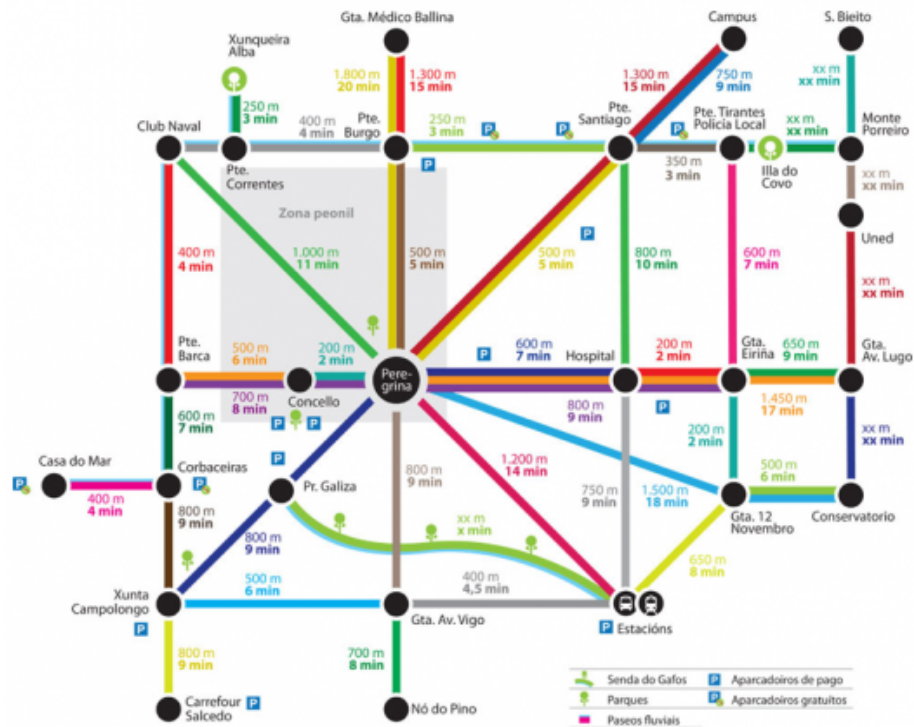 Gta. Médico Ballina
Campus
S. Bieito
Xunqueira
Alba
1.800 m
20 min
1.300 m
15 min
1.300 m
15 min
750 m
9 min
xx m
xx min
250 m
3 min
400 m
4 min
Pte.
Burgo
250 m
3 min
P
P
Pte.
Santiago
P
Pte. Tirantes
Policía Local
xx m
xx min
Monte
Porreiro
Club Naval
Pte.
Correntes
P
350 m
3 min
Illa do
Covo
xx m
xx min
Zona peonil
Uned
400 m
4 min
1.000 m
11 min
500 m
5 min
500 m
5 min
P
800 m
10 min
600 m
7 min
xx m
xx min
Pte.
Barca
500 m
6 min
200 m
2 min
Pere-
grina
P
600 m
7 min
Hospital
200 m
2 min
Gta.
Eiriña
650 m
9 min
Gta.
Av. Lugo
700 m
8 min
Concello
P
P
800 m
9 min
P
1.450 m
17 min
600 m
7 min
xx m
xx min
Casa do Mar
Corbaceiras
P
P
P
200 m
2 min
500 m
6 min
400 m
4 min
800 m
9 min
Pr. Galiza
800 m
9 min
1.200 m
14 min
750 m
9 min
1.500 m
18 min
Gta. 12
Novembro
Conservatorio
xx m
x min
800 m
9 min
650 m
8 min
Xunta
Campolongo
500 m
6 min
400 m
4,5 min
P
Gta. Av. Vigo
P
Estacións
800 m
9 min
700 m
8 min
Carrefour
Salcedo
P
Nó do Pino
Senda do Gafos
P
Aparcadoiros de pago
Parques
P
Aparcadoiros gratuítos
Paseos fluviais